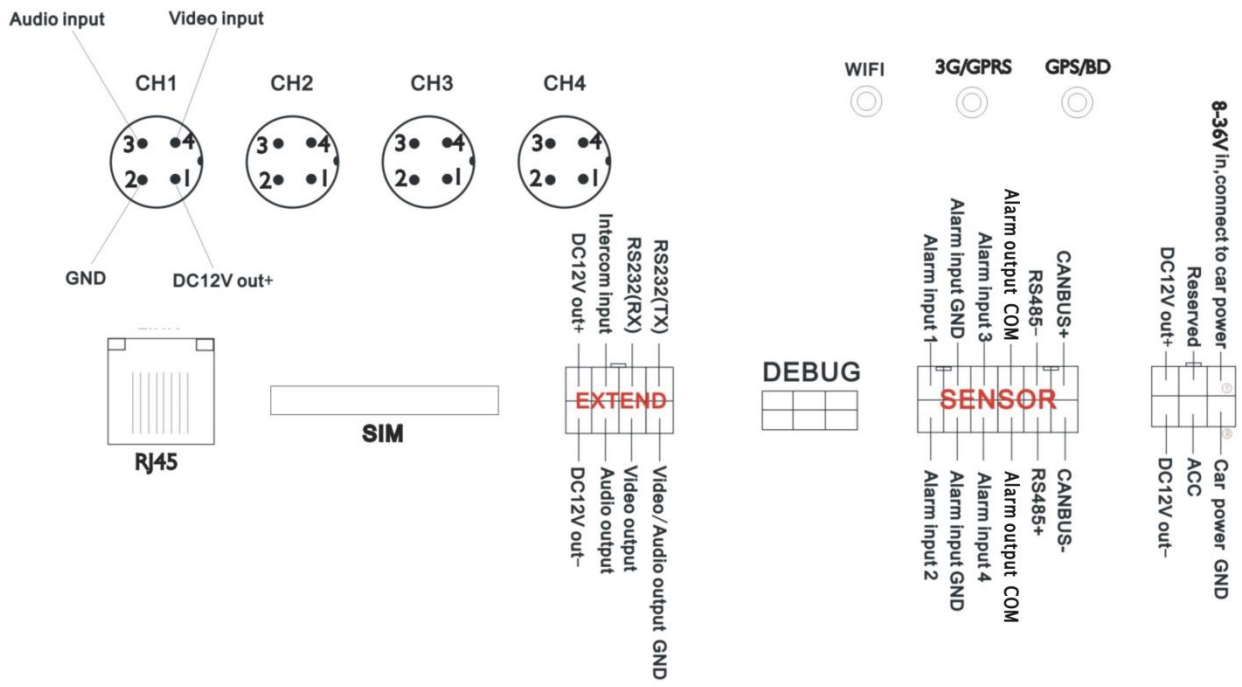 Audio input
Video input
CH1
CH2
CH3
CH4
3 4
2 1
3 4
2 1
3 4
2 1
3 4
2 1
GND
DC12V out+
WIFI
3G/GPRS
GPS/BD
RJ45
SIM
DC12V out+
Intercom input
RS232(RX)
RS232(TX)
EXTEND
DC12V out-
Audio output
Video output
Video/Audio output GND
DEBUG
Alarm input 1
Alarm input GND
Alarm input 3
Alarm output COM
RS485-
CANBUS+
SENSOR
Alarm input 2
Alarm input GND
Alarm input 4
Alarm output COM
RS485+
CANBUS-
DC12V out+
Reserved
8-36V in,connect to car power
DC12V out-
ACC
Car power GND